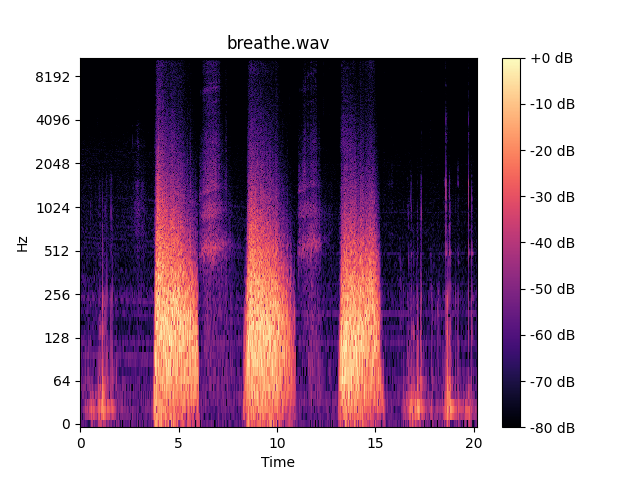 breathe.wav
8192
4096
2048
1024
512
256
128
64
0
Hz
0 5 10 15 20
Time
+0 dB
-10 dB
-20 dB
-30 dB
-40 dB
-50 dB
-60 dB
-70 dB
-80 dB